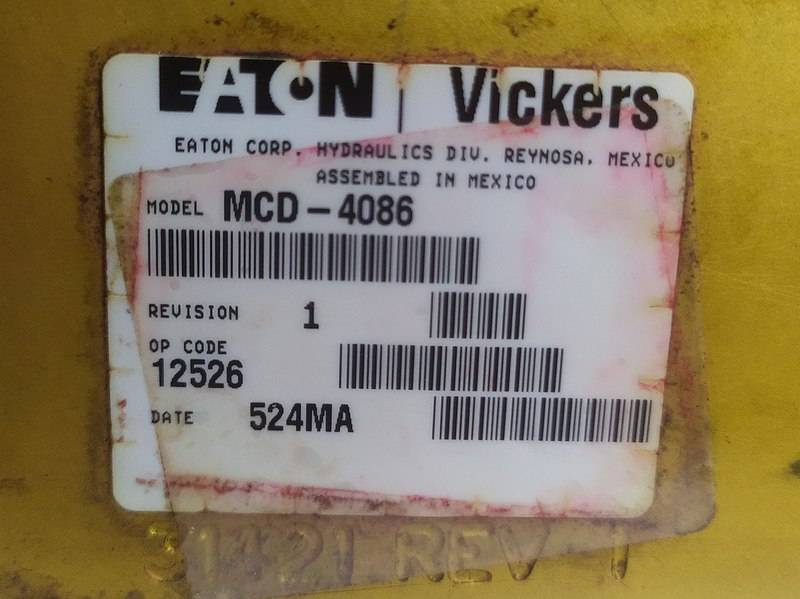 EATON | Vickers
EATON CORP. HYDRAULICS DIV. REYNOSA, MEXICO
ASSEMBLED IN MEXICO
MODEL MCD-4086
REVISION 1
OP CODE
12526
DATE 524MA
31421 REV 1